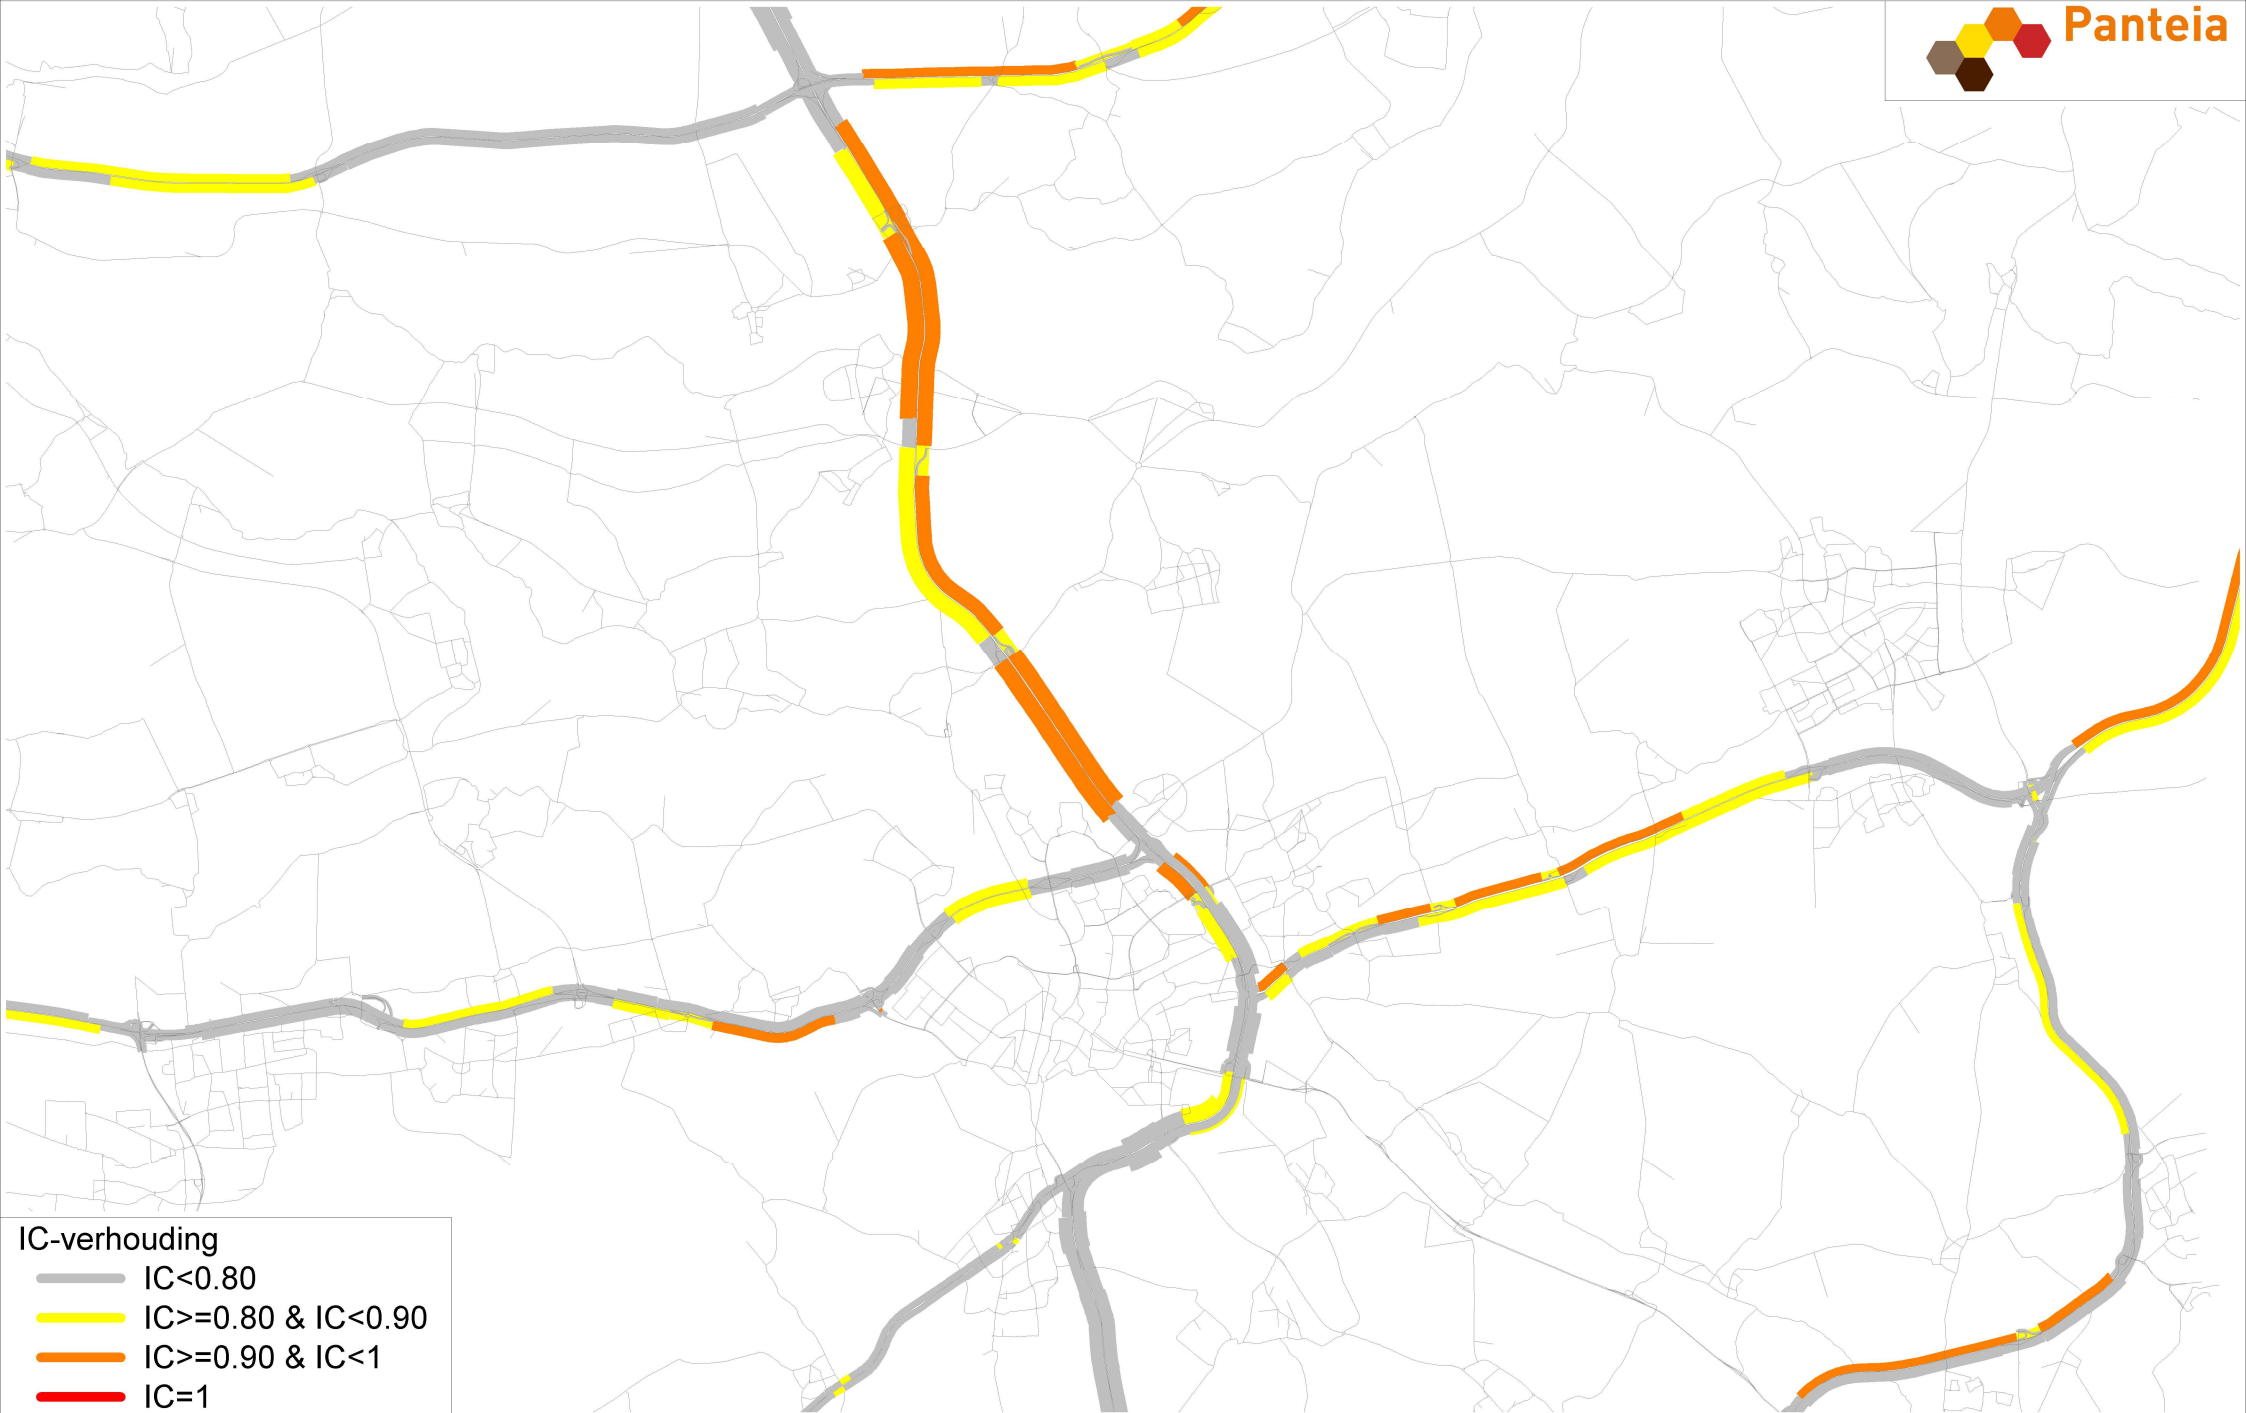 Panteia
IC-verhouding
IC<0.80
IC>=0.80 & IC<0.90
IC>=0.90 & IC<1
IC=1